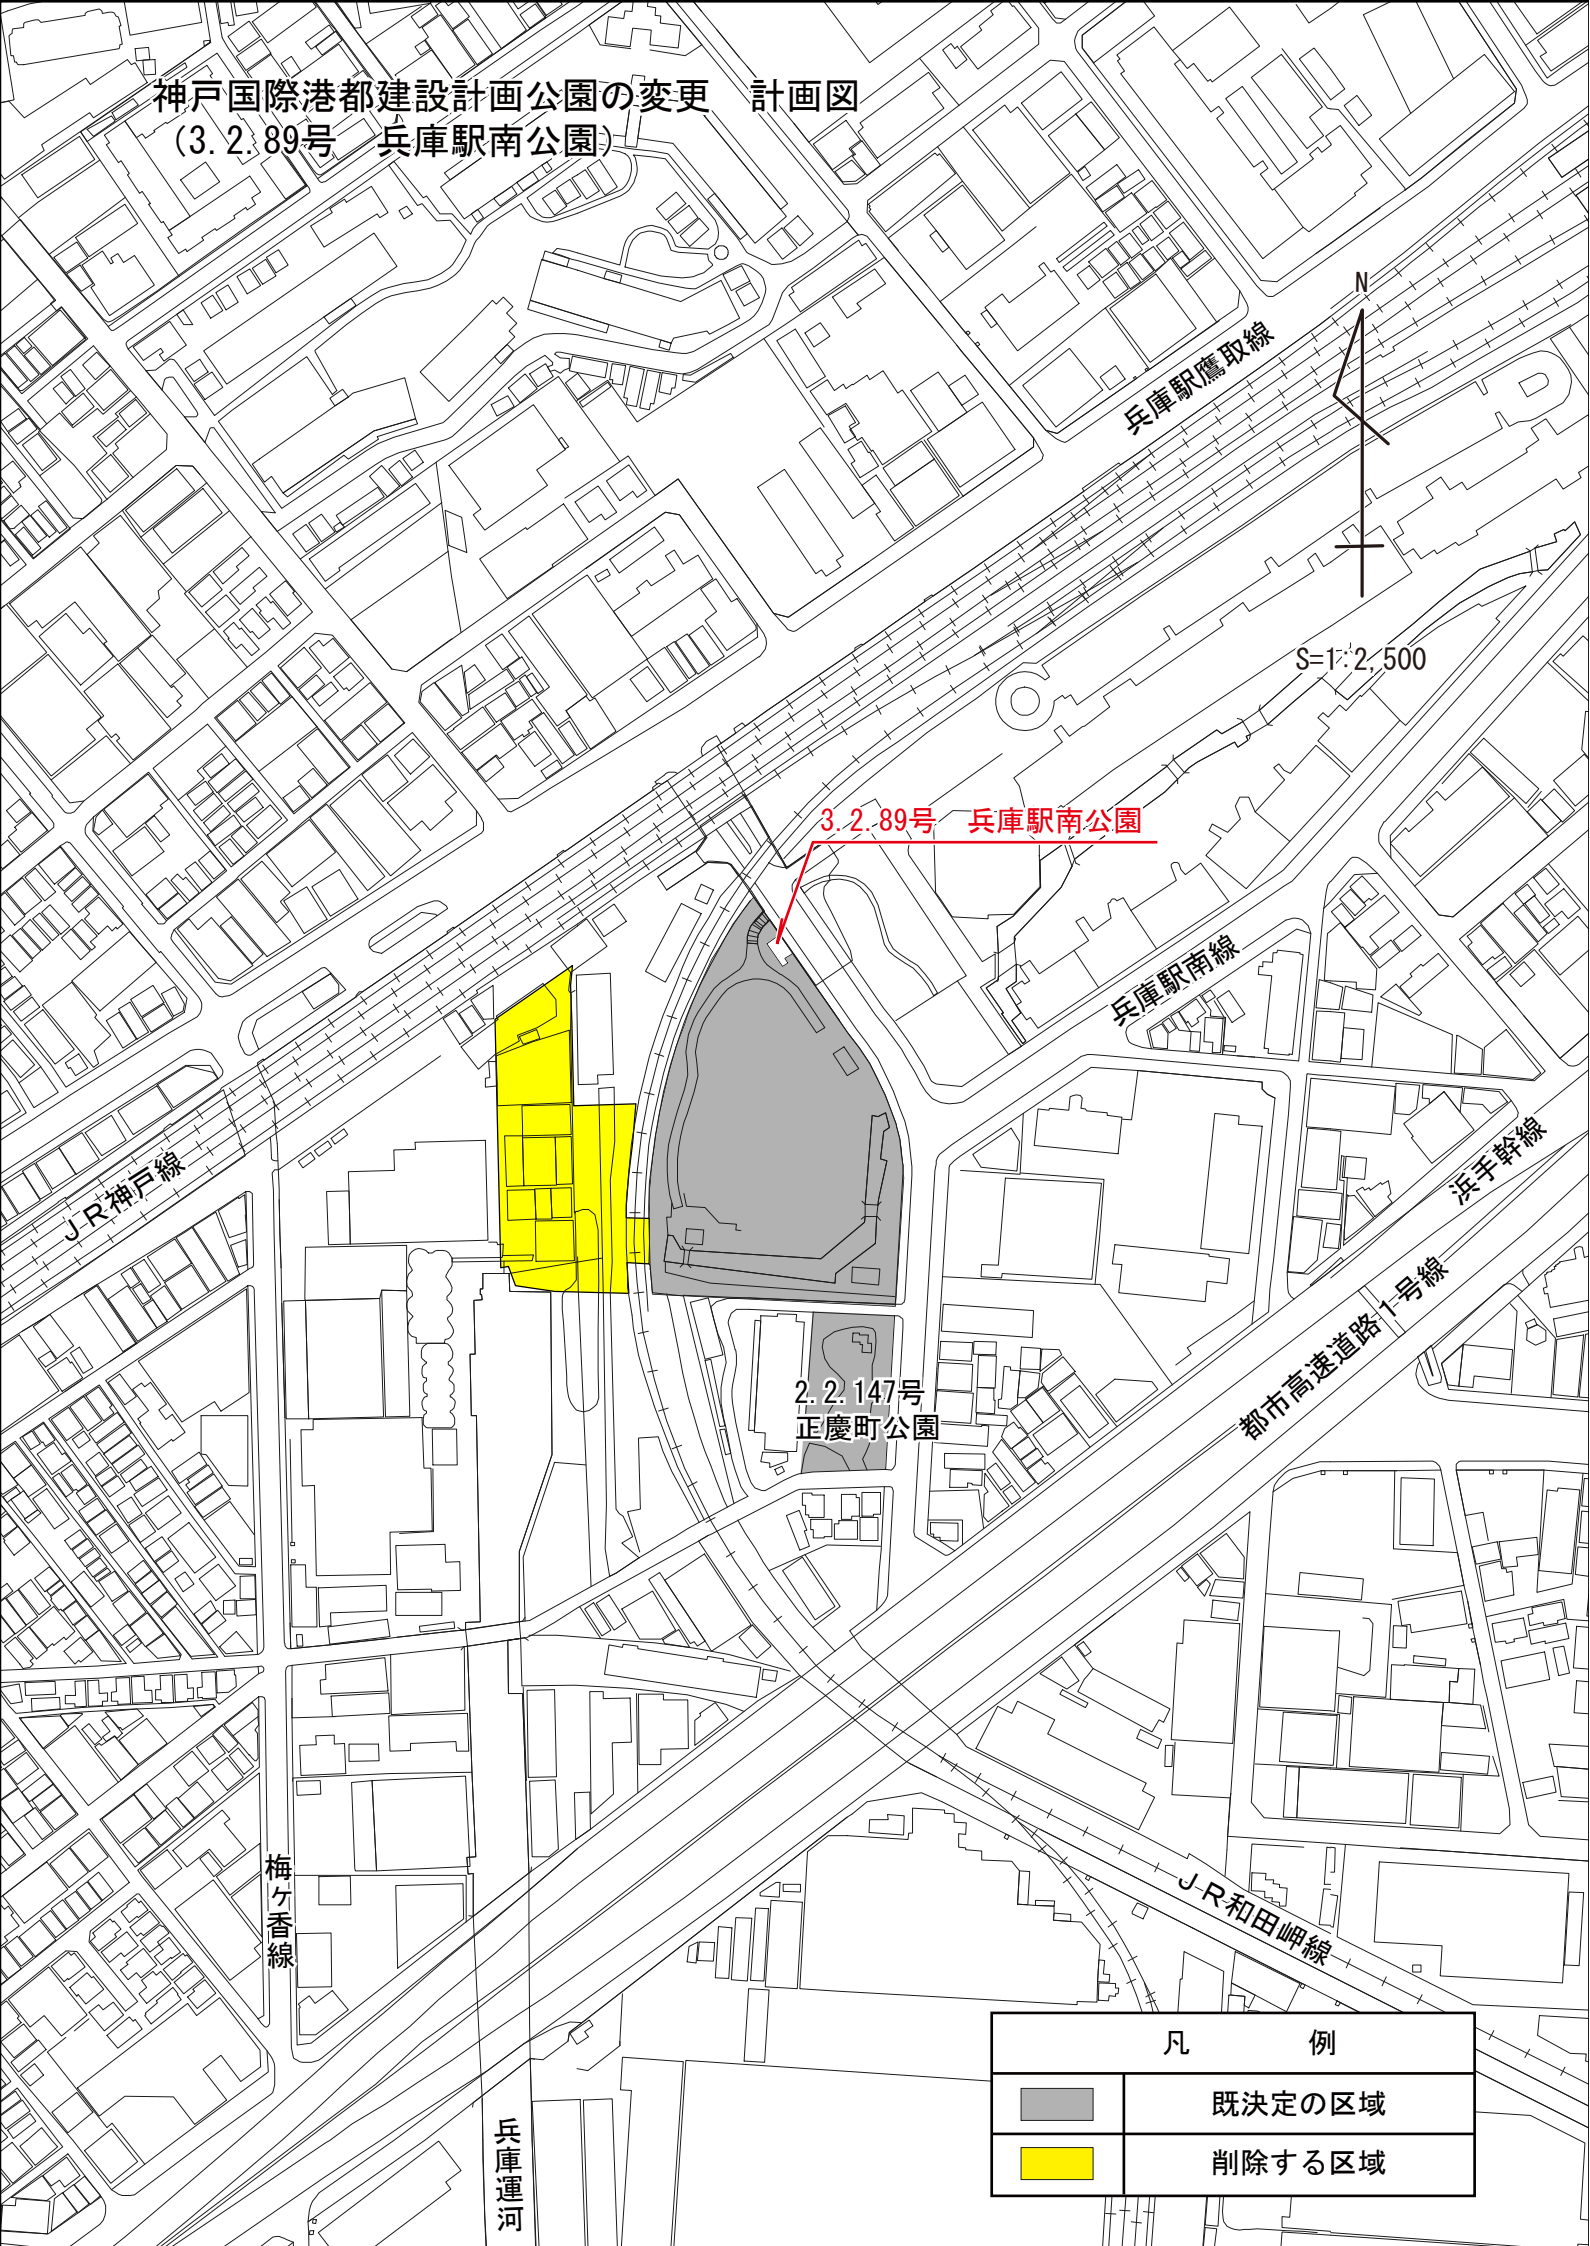 神戸国際港都建設計画公園の変更　計画図
（3.2.89号　兵庫駅南公園）
N
兵庫駅鷹取線
S=1:2,500
3.2.89号　兵庫駅南公園
兵庫駅南線
ＪＲ神戸線
浜手幹線
都市高速道路１号線
2.2.147号
正慶町公園
梅ケ香線
ＪＲ和田岬線
兵庫運河
凡　例
既決定の区域
削除する区域